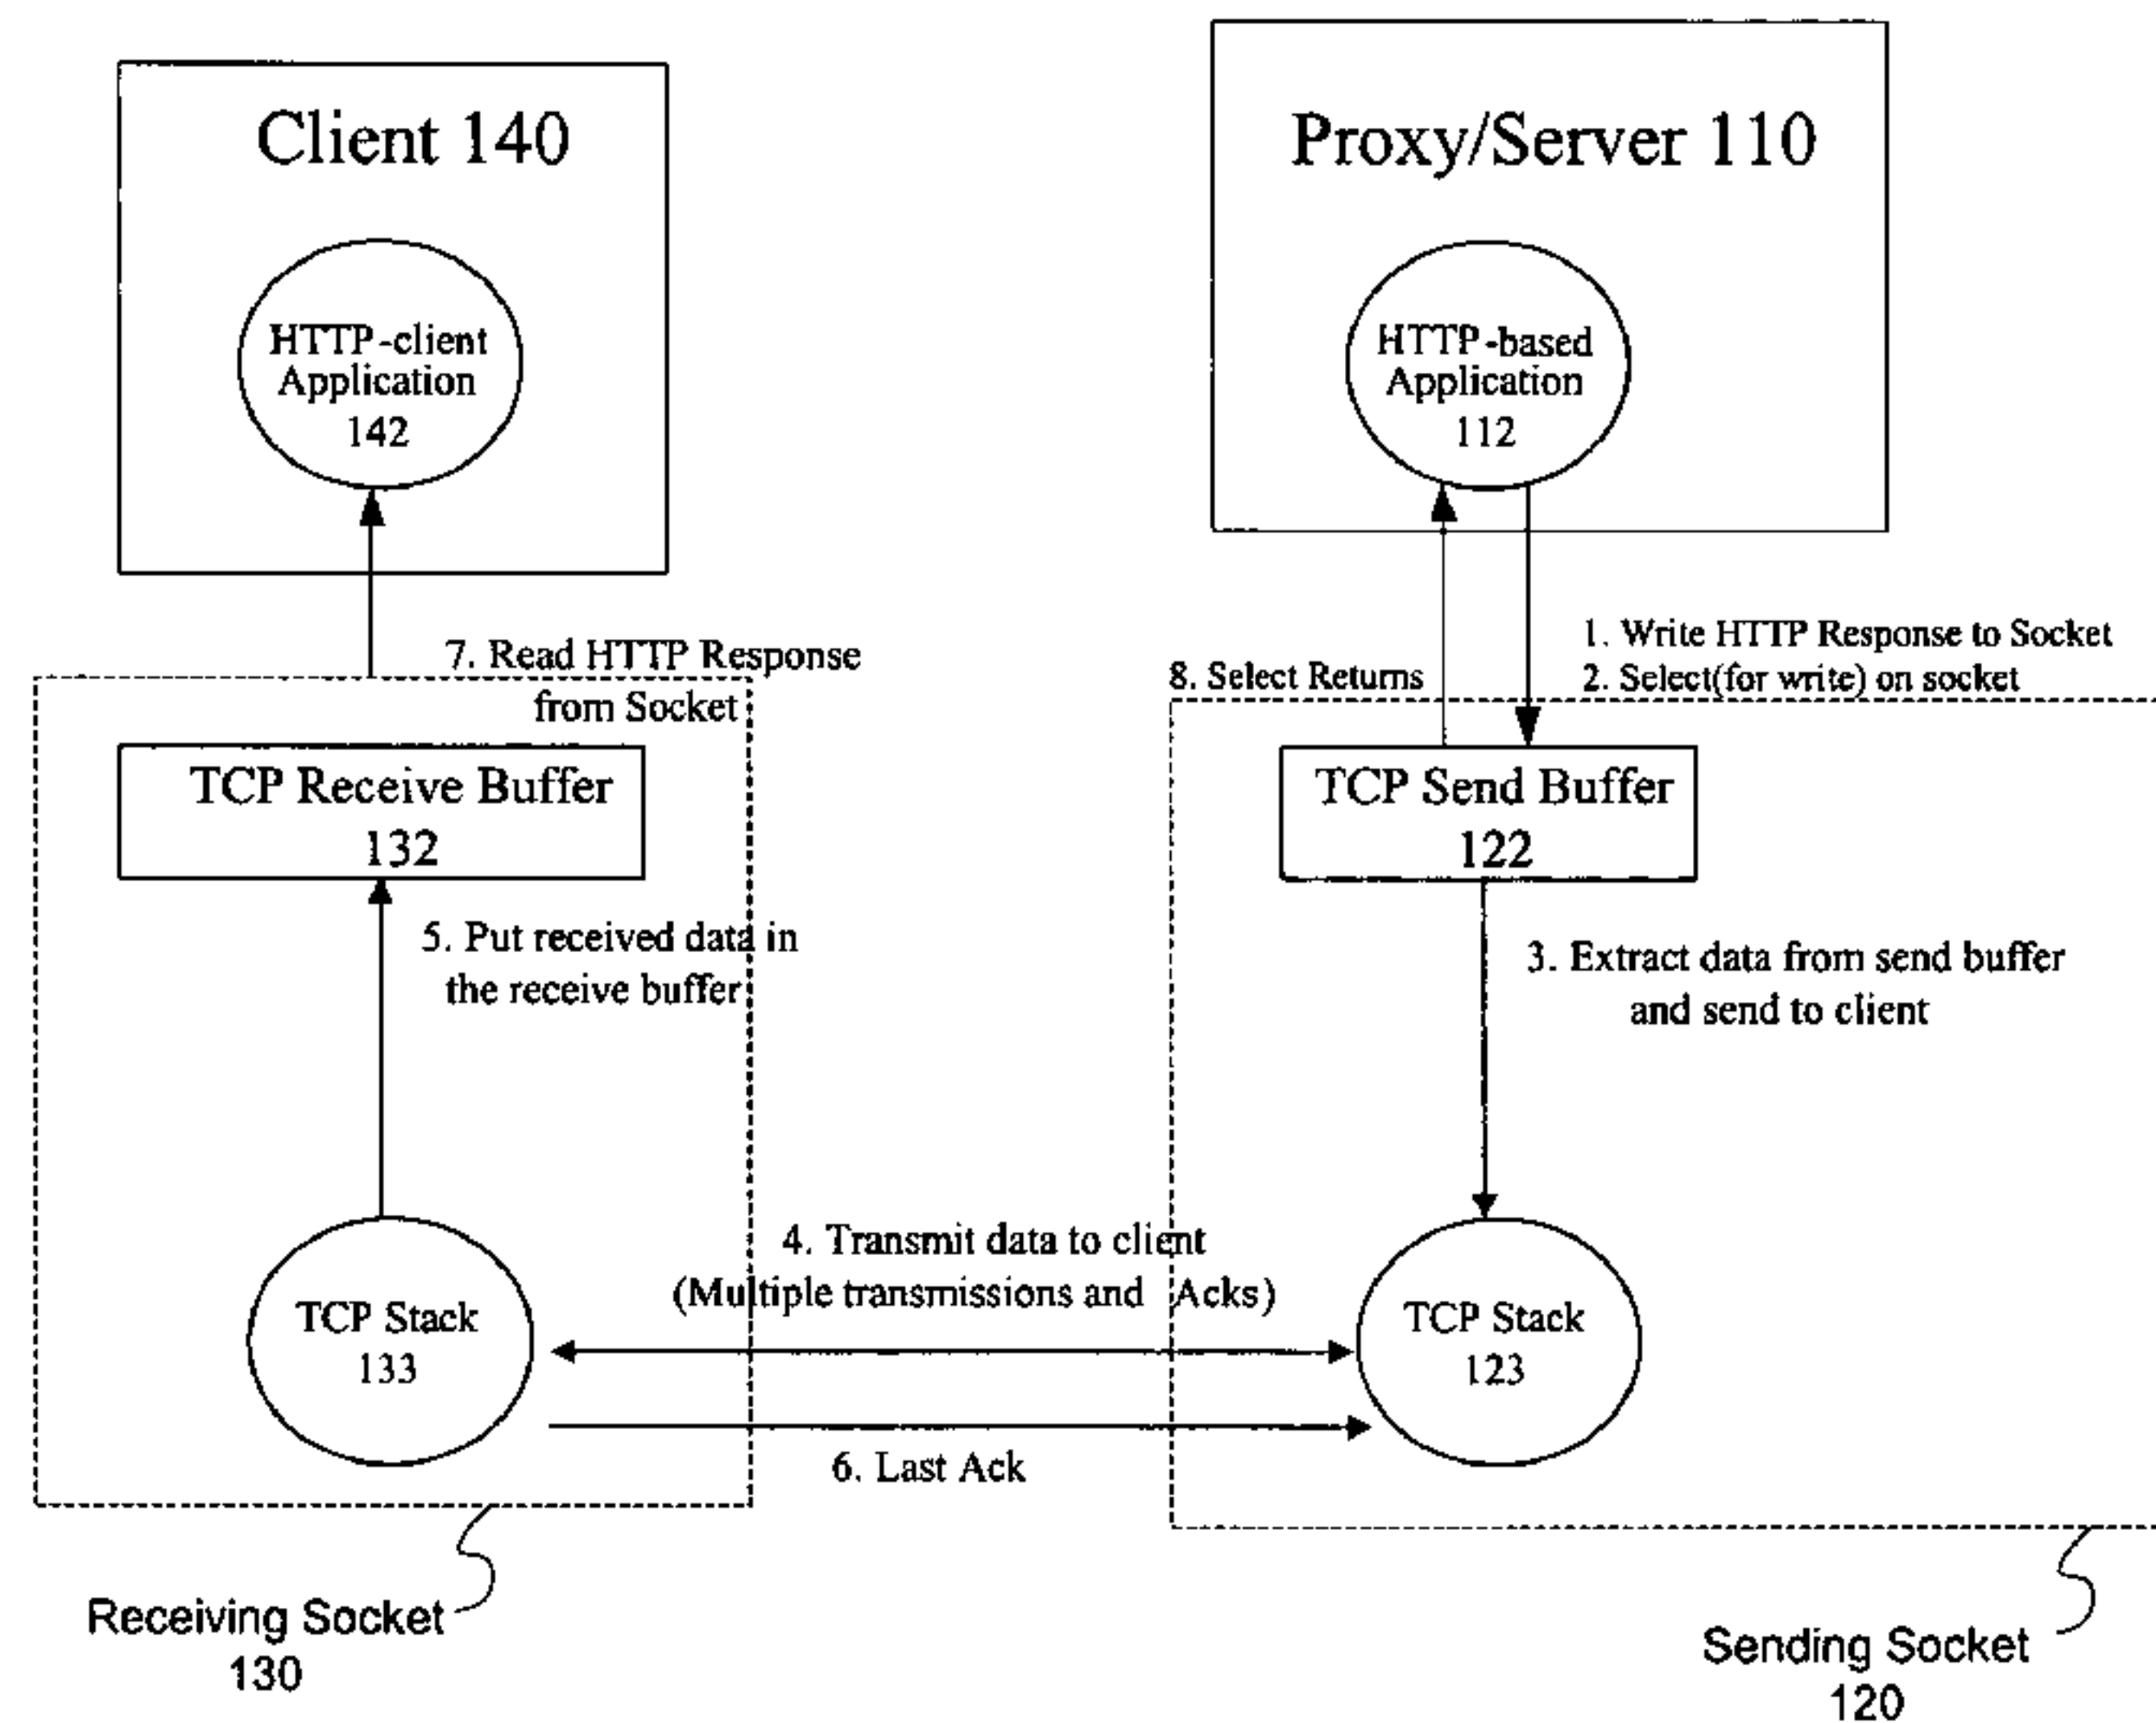 Client 140
HTTP-client
Application
142
Proxy/Server 110
HTTP-based
Application
112
7. Read HTTP Response
from Socket
8. Select Returns
1. Write HTTP Response to Socket
2. Select(for write) on socket
TCP Receive Buffer
132
TCP Send Buffer
122
5. Put received data in
the receive buffer
3. Extract data from send buffer
and send to client
4. Transmit data to client
(Multiple transmissions and Acks)
TCP Stack
133
TCP Stack
123
6. Last Ack
Receiving Socket
130
Sending Socket
120